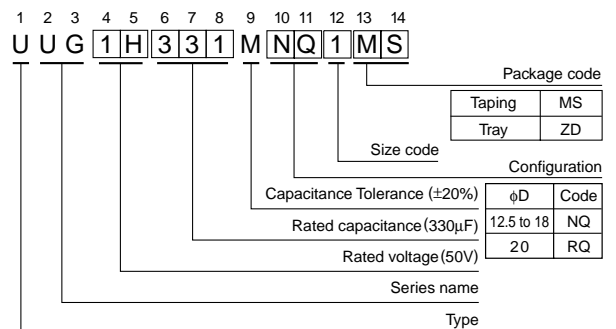 1 2 3 4 5 6 7 8 9 10 11 12 13 14
U U G 1 H 3 3 1 M N Q 1 M S
Package code
Taping MS
Tray ZD
Size code
Configuration
Capacitance Tolerance (±20%)
ϕD Code
12.5 to 18 NQ
Rated capacitance (330µF)
20 RQ
Rated voltage (50V)
Series name
Type